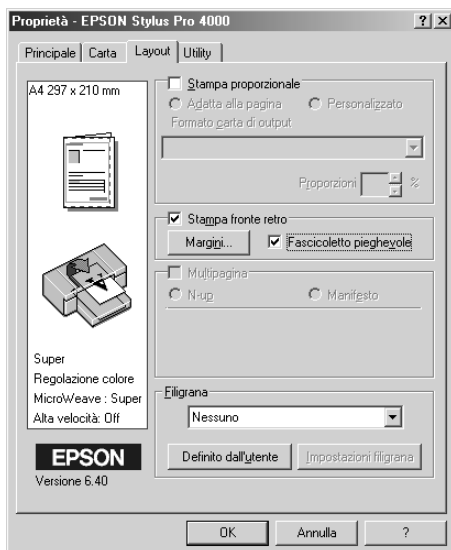 Proprietà - EPSON Stylus Pro 4000
? x
Principale Carta Layout Utility
A4 297 x 210 mm
Stampa proporzionale
Adatta alla pagina Personalizzato
Formato carta di output
Proporzioni %
Stampa fronte retro
Margini... Fascicoletto pieghevole
Multipagina
N-up Manifesto
Super
Regolazione colore
MicroWeave : Super
Alta velocità: Off
Filigrana
Nessuno
Definito dall'utente Impostazioni filigrana
EPSON
Versione 6.40
OK Annulla ?